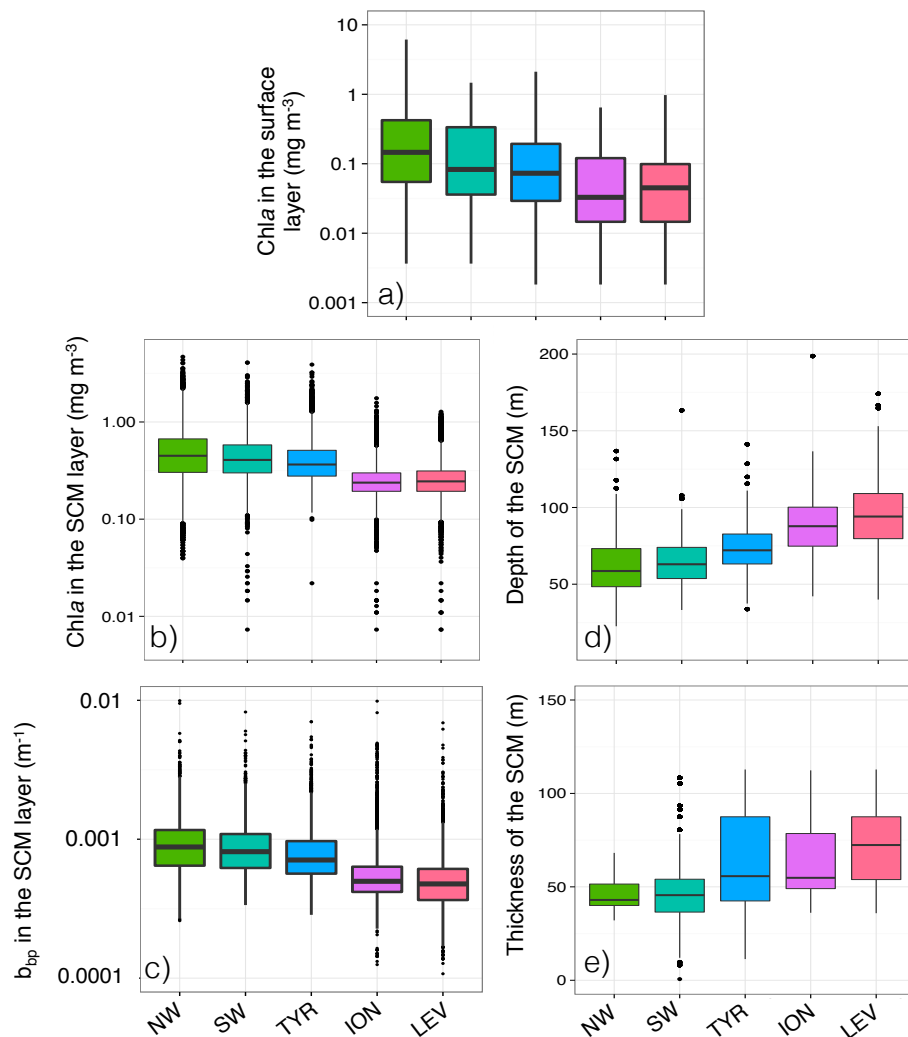 Chla in the surface
layer (mg m-3)
10
1
0.1
0.01
0.001
a)
Chla in the SCM layer (mg m-3)
1.00
0.10
0.01
b)
Depth of the SCM (m)
200
150
100
50
d)
bbp in the SCM layer (m-1)
0.01
0.001
0.0001
c)
NW
SW
TYR
ION
LEV
Thickness of the SCM (m)
150
100
50
0
e)
NW
SW
TYR
ION
LEV